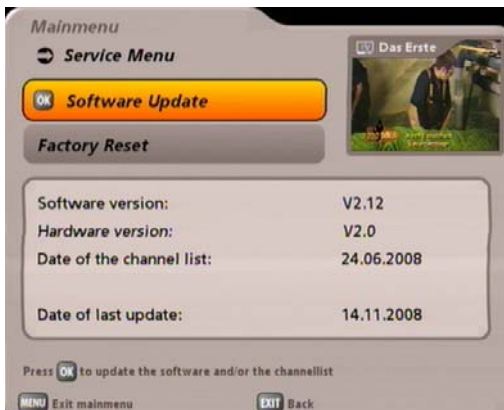 Mainmenu
Service Menu
Das Erste
OK Software Update
Factory Reset
Software version: V2.12
Hardware version: V2.0
Date of the channel list: 24.06.2008
Date of last update: 14.11.2008
Press OK to update the software and/or the channellist
MENU Exit mainmenu EXIT Back